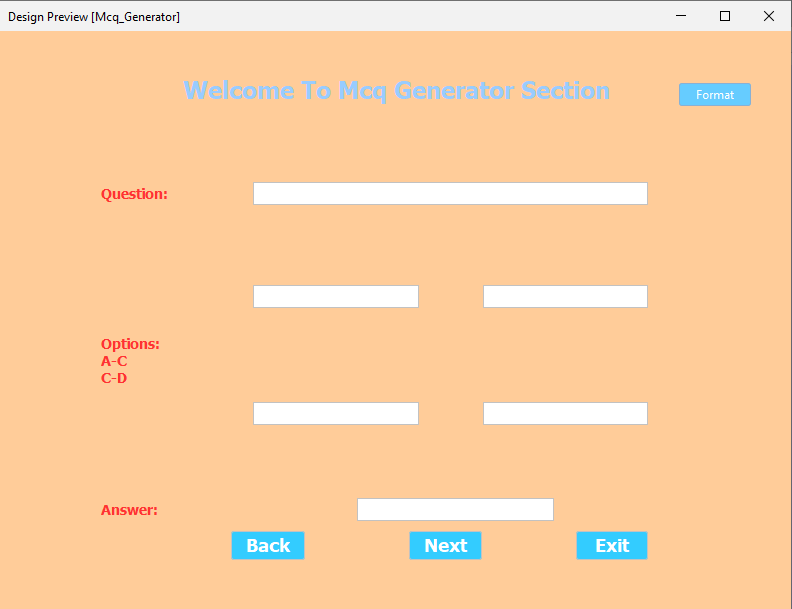 Design Preview [Mcq_Generator]
Welcome To Mcq Generator Section
Format
Question:
Options:
A-C
C-D
Answer:
Back
Next
Exit